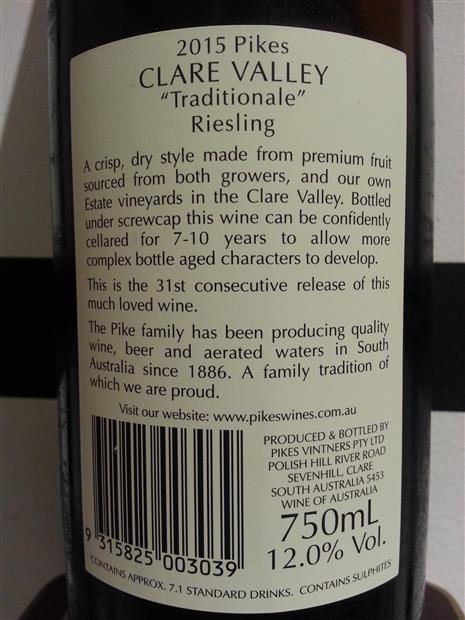 2015 Pikes
CLARE VALLEY
"Traditionale"
Riesling
A crisp, dry style made from premium fruit
sourced from both growers, and our own
Estate vineyards in the Clare Valley. Bottled
under screwcap this wine can be confidently
cellared for 7-10 years to allow more
complex bottle aged characters to develop.
This is the 31st consecutive release of this
much loved wine.
The Pike family has been producing quality
wine, beer and aerated waters in South
Australia since 1886. A family tradition of
which we are proud.
Visit our website: www.pikeswines.com.au
PRODUCED & BOTTLED BY
PIKES VINTNERS PTY LTD
POLISH HILL RIVER ROAD
SEVENHILL, CLARE
SOUTH AUSTRALIA 5453
WINE OF AUSTRALIA
750mL
12.0% Vol.
9 315825 003039
CONTAINS APPROX. 7.1 STANDARD DRINKS. CONTAINS SULPHITES